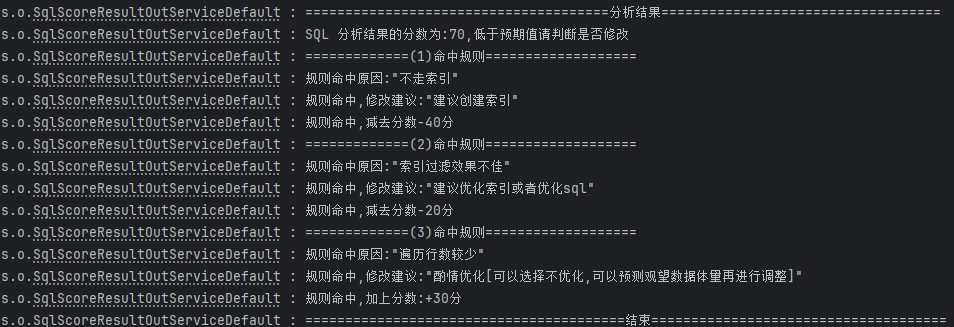 s.o.SqlScoreResultOutServiceDefault : ======================================分析结果===================================
s.o.SqlScoreResultOutServiceDefault : SQL 分析结果的分数为:70,低于预期值请判断是否修改
s.o.SqlScoreResultOutServiceDefault : =============(1)命中规则===================
s.o.SqlScoreResultOutServiceDefault : 规则命中原因:"不走索引"
s.o.SqlScoreResultOutServiceDefault : 规则命中,修改建议:"建议创建索引"
s.o.SqlScoreResultOutServiceDefault : 规则命中,减去分数-40分
s.o.SqlScoreResultOutServiceDefault : =============(2)命中规则===================
s.o.SqlScoreResultOutServiceDefault : 规则命中原因:"索引过滤效果不佳"
s.o.SqlScoreResultOutServiceDefault : 规则命中,修改建议:"建议优化索引或者优化sql"
s.o.SqlScoreResultOutServiceDefault : 规则命中,减去分数-20分
s.o.SqlScoreResultOutServiceDefault : =============(3)命中规则===================
s.o.SqlScoreResultOutServiceDefault : 规则命中原因:"遍历行数较少"
s.o.SqlScoreResultOutServiceDefault : 规则命中,修改建议:"酌情优化[可以选择不优化,可以预测观望数据体量再进行调整]"
s.o.SqlScoreResultOutServiceDefault : 规则命中,加上分数:+30分
s.o.SqlScoreResultOutServiceDefault : ========================================结束=====================================